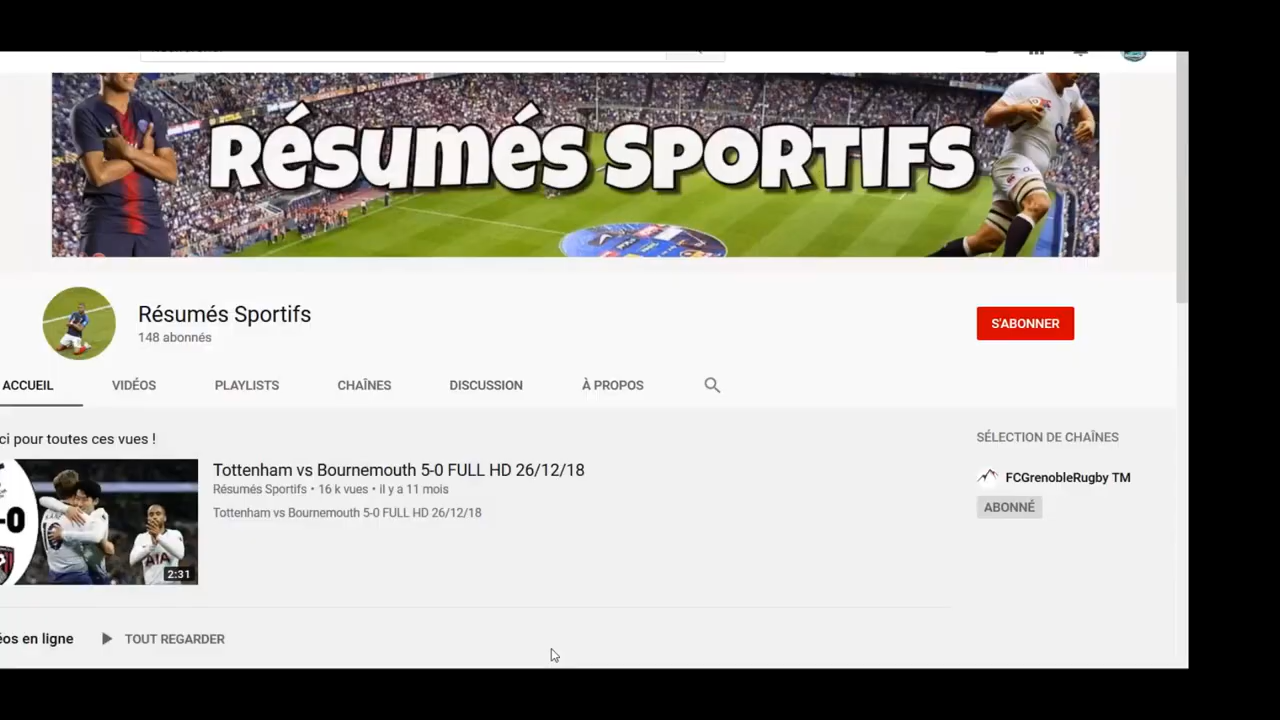 RÉSUMÉS SPORTIFS
Résumés Sportifs
148 abonnés
S'ABONNER
ACCUEIL
VIDÉOS
PLAYLISTS
CHAÎNES
DISCUSSION
À PROPOS
ci pour toutes ces vues !
SÉLECTION DE CHAÎNES
Tottenham vs Bournemouth 5-0 FULL HD 26/12/18
Résumés Sportifs • 16 k vues • il y a 11 mois
Tottenham vs Bournemouth 5-0 FULL HD 26/12/18
-0
AIA
2:31
FCGrenobleRugby TM
ABONNÉ
éos en ligne
TOUT REGARDER